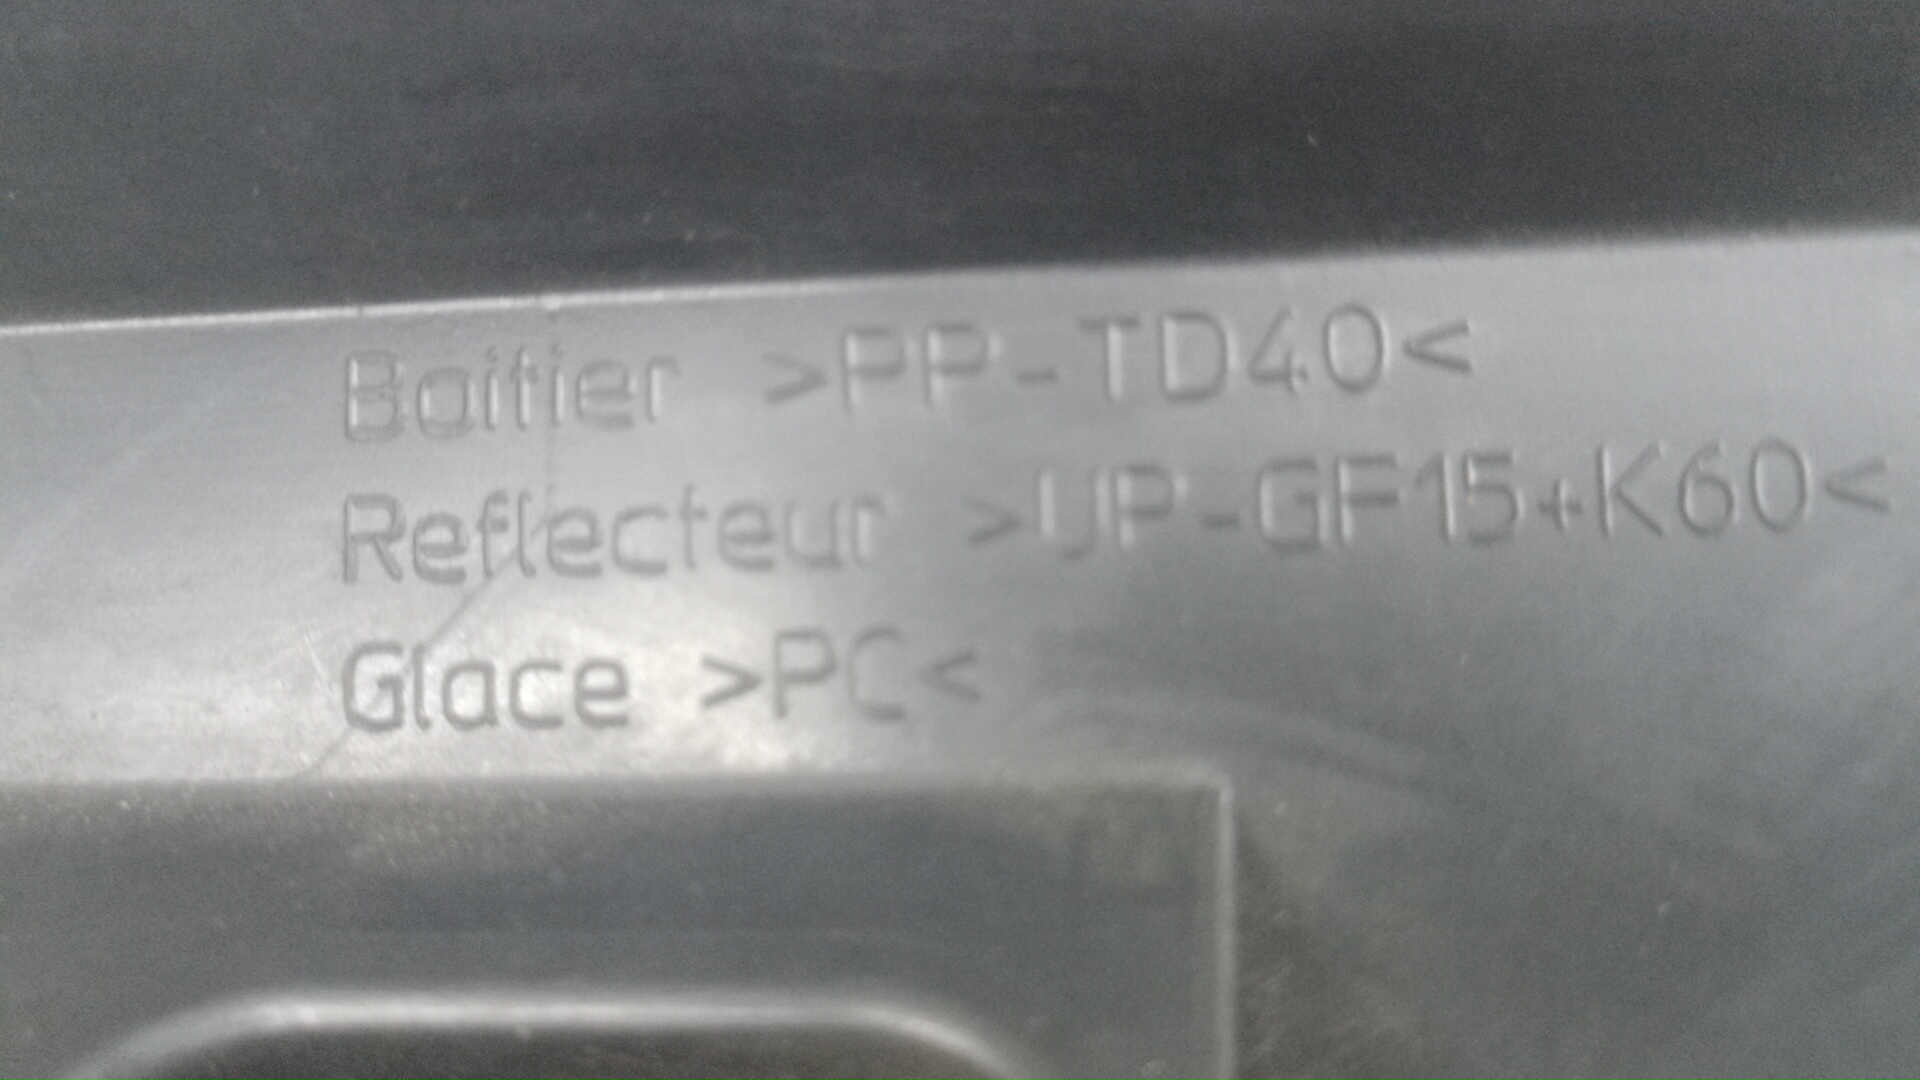 Boitier >PP-TD40<
Reflecteur >UP-GF15+K60<
Glace >PC<